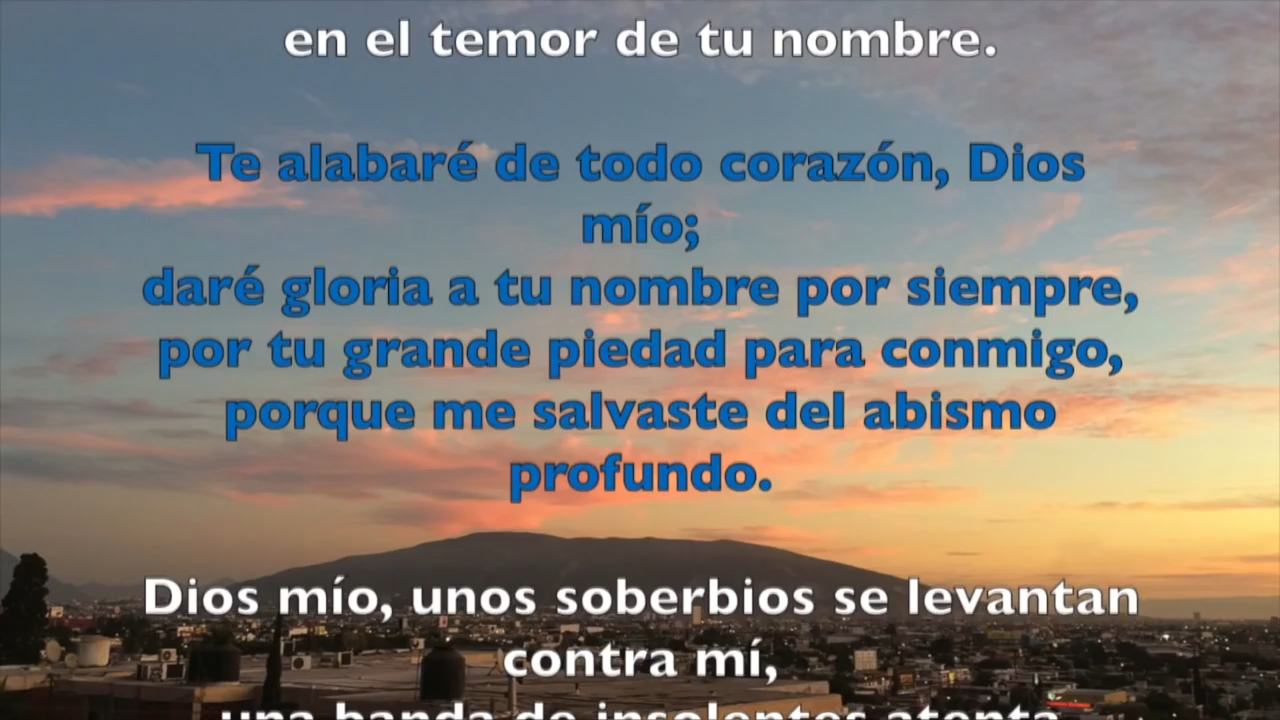 en el temor de tu nombre.
Te alabaré de todo corazón, Dios
mío;
daré gloria a tu nombre por siempre,
por tu grande piedad para conmigo,
porque me salvaste del abismo
profundo.
Dios mío, unos soberbios se levantan
contra mí,
una banda de insolentes atenta